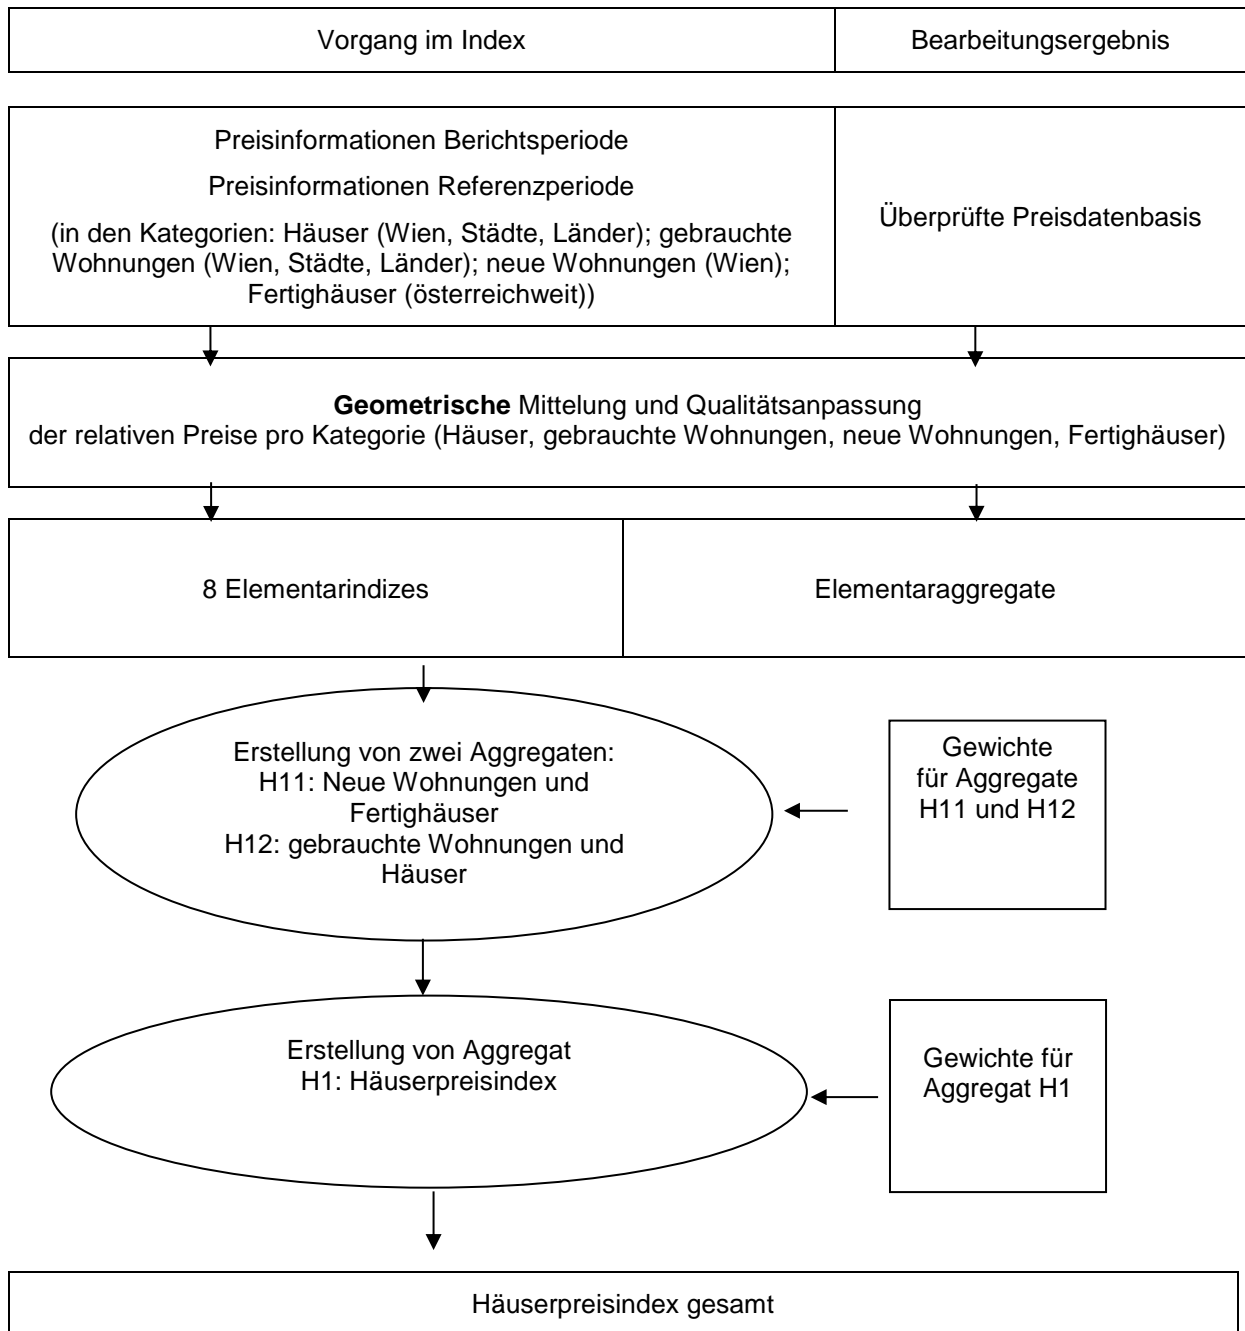 Vorgang im Index
Bearbeitungsergebnis
Preisinformationen Berichtsperiode
Preisinformationen Referenzperiode
(in den Kategorien: Häuser (Wien, Städte, Länder); gebrauchte
Wohnungen (Wien, Städte, Länder); neue Wohnungen (Wien);
Fertighäuser (österreichweit))
Überprüfte Preisdatenbasis
Geometrische Mittelung und Qualitätsanpassung
der relativen Preise pro Kategorie (Häuser, gebrauchte Wohnungen, neue Wohnungen, Fertighäuser)
8 Elementarindizes
Elementaraggregate
Erstellung von zwei Aggregaten:
H11: Neue Wohnungen und
Fertighäuser
H12: gebrauchte Wohnungen und
Häuser
Gewichte
für Aggregate
H11 und H12
Erstellung von Aggregat
H1: Häuserpreisindex
Gewichte für
Aggregat H1
Häuserpreisindex gesamt